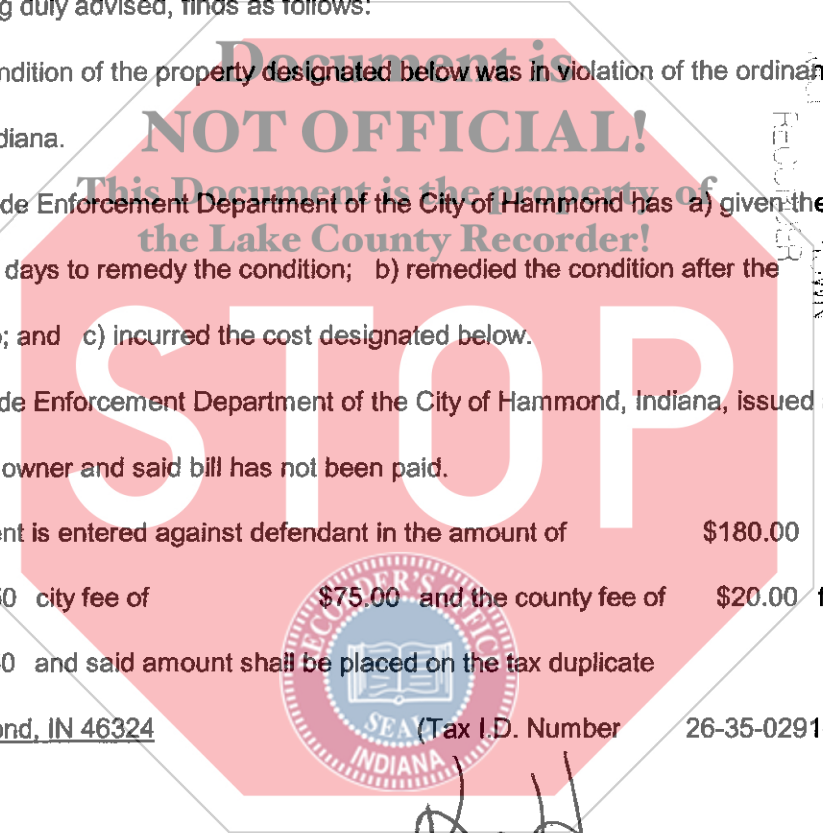 g duly advised, finds as follows:
Document is
ndition of the property designated below was in violation of the ordinan
NOT OFFICIAL!
diana.
RECORDER
This Document is the property of
de Enforcement Department of the City of Hammond has a) given the
the Lake County Recorder!
days to remedy the condition; b) remedied the condition after the
; and c) incurred the cost designated below.
STOP
de Enforcement Department of the City of Hammond, Indiana, issued
owner and said bill has not been paid.
nt is entered against defendant in the amount of $180.00
0 city fee of $75.00 and the county fee of $20.00 f
0 and said amount shall be placed on the tax duplicate
nd, IN 46324 (Tax I.D. Number 26-35-0291
RECORDER'S OFFICE
SEAL
INDIANA